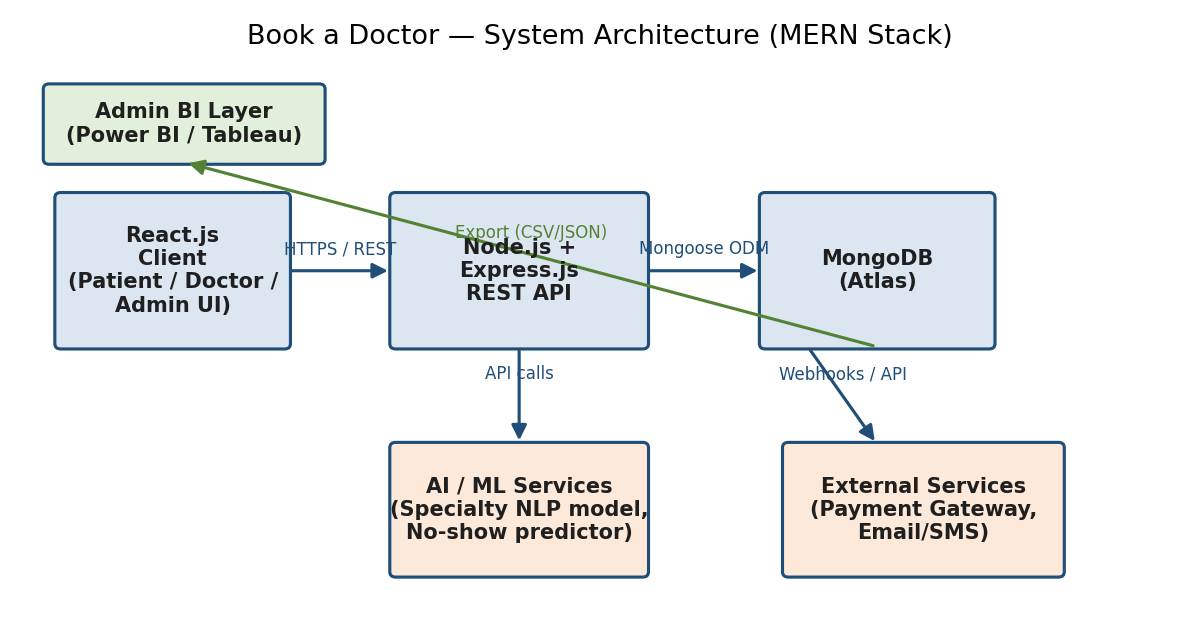 Book a Doctor — System Architecture (MERN Stack)
Admin BI Layer
(Power BI / Tableau)
React.js
Client
(Patient / Doctor /
Admin UI)
HTTPS / REST
Export (CSV/JSON)
Node.js +
Express.js
REST API
Mongoose ODM
MongoDB
(Atlas)
API calls
Webhooks / API
AI / ML Services
(Specialty NLP model,
No-show predictor)
External Services
(Payment Gateway,
Email/SMS)